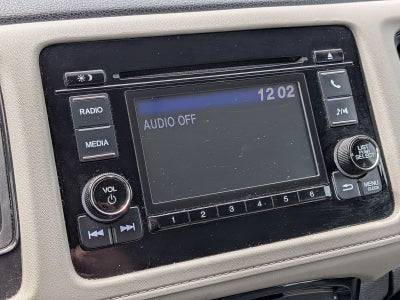 12 02
AUDIO OFF
RADIO
MEDIA
VOL
LIST
SELECT
MENU
1 2 3 4 5 6